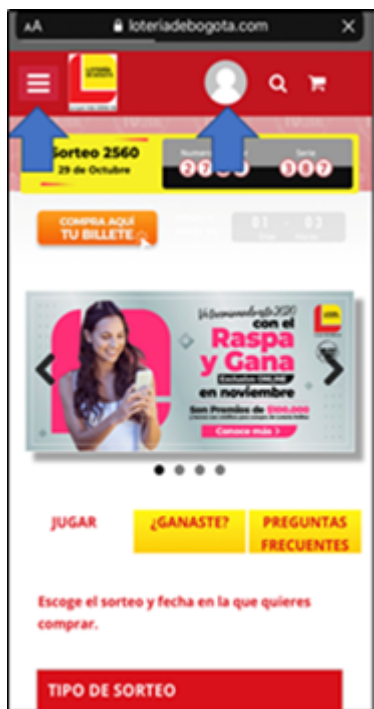 AA loteriadebogota.com X
Sorteo 2560
29 de Octubre
Serie
387
COMPRA AQUÍ
TU BILLETE
01 - 03
con el
Raspa
y Gana
Exclusivo ONLINE
en noviembre
Son Premios de $100.000
Conoce más >
JUGAR
¿GANASTE?
PREGUNTAS
FRECUENTES
Escoge el sorteo y fecha en la que quieres
comprar.
TIPO DE SORTEO